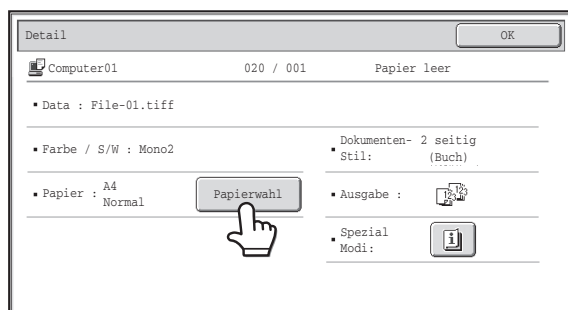 Detail OK
Computer01 020 / 001 Papier leer
Data : File-01.tiff
Farbe / S/W : Mono2
Dokumenten- 2 seitig
Stil: (Buch)
Papier : A4
Normal
Papierwahl
Ausgabe :
Spezial
Modi: